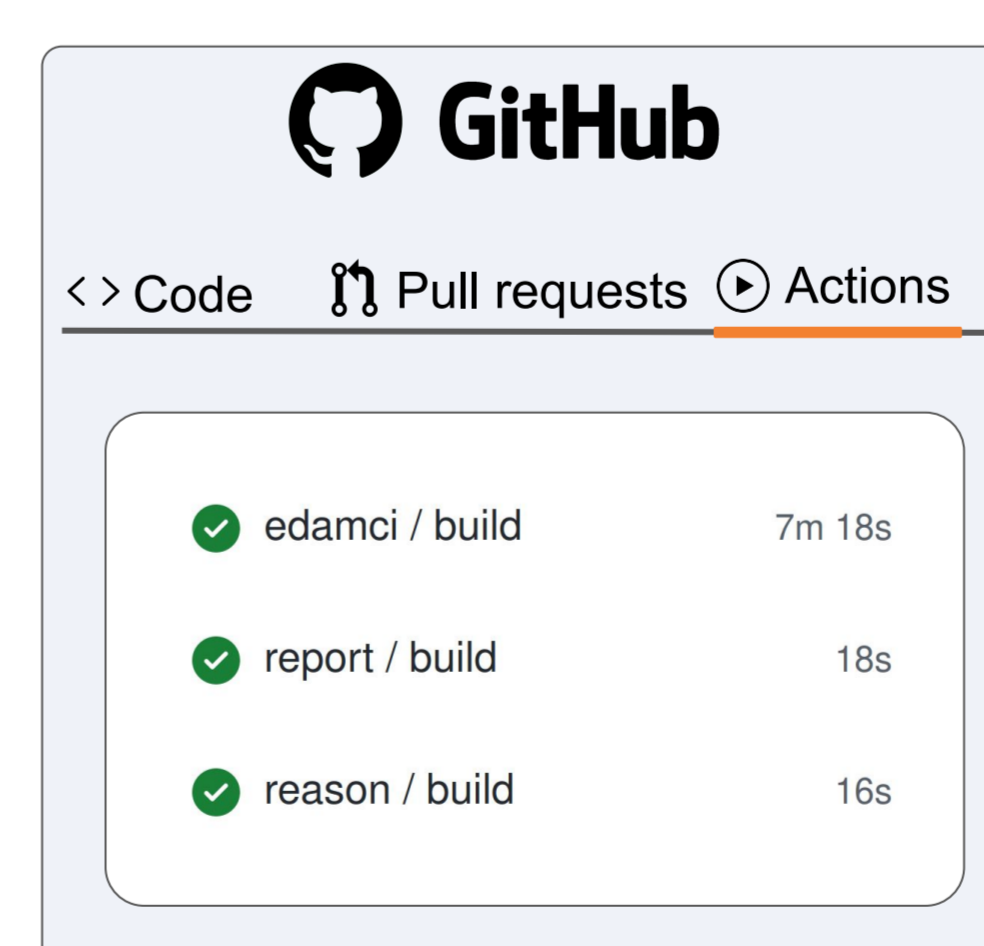 GitHub
<> Code Pull requests Actions
edamci / build 7m 18s
report / build 18s
reason / build 16s